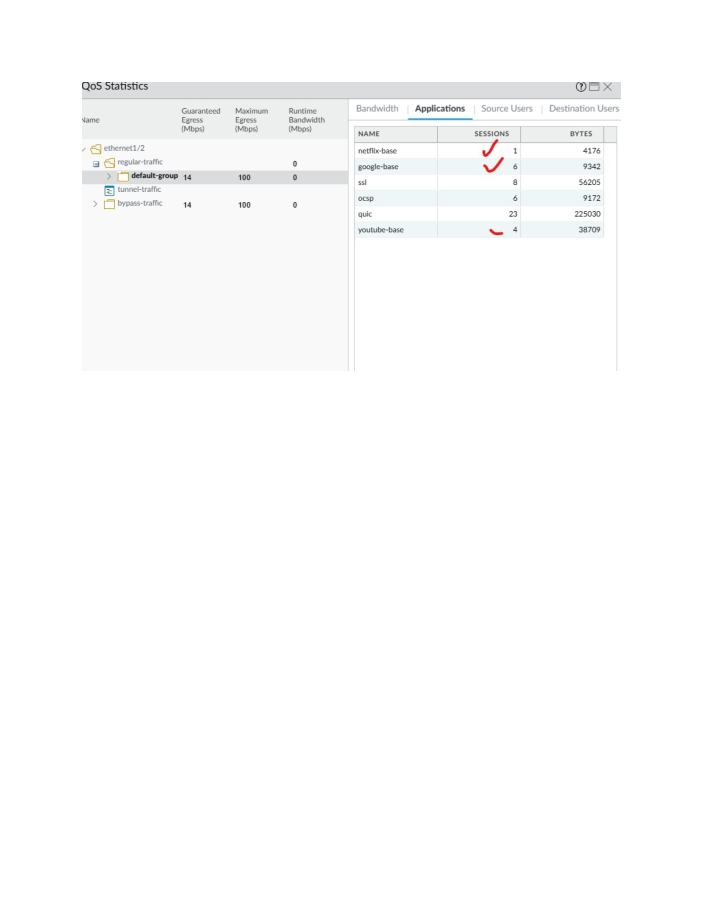 QoS Statistics
Name
Guaranteed Egress (Mbps)
Maximum Egress (Mbps)
Runtime Bandwidth (Mbps)
ethernet1/2
regular-traffic 0
default-group 14 100 0
tunnel-traffic
bypass-traffic 14 100 0
Bandwidth | Applications | Source Users | Destination Users
NAME SESSIONS BYTES
netflix-base 1 4176
google-base 6 9342
ssl 8 56205
ocsp 6 9172
quic 23 225030
youtube-base 4 38709